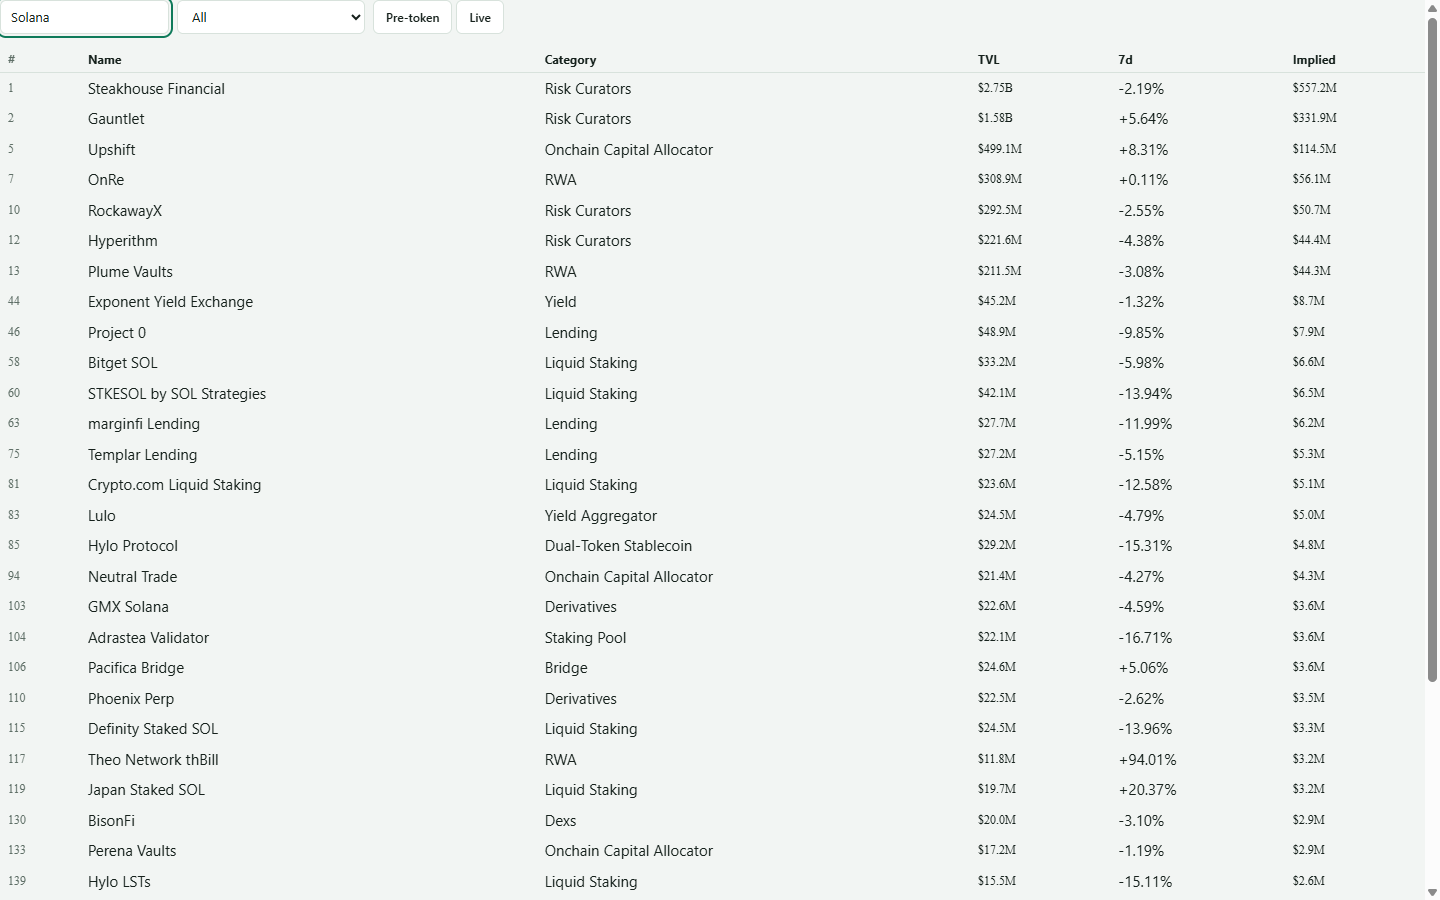 Solana All Pre-token Live
# Name Category TVL 7d Implied
1 Steakhouse Financial Risk Curators $2.75B -2.19% $557.2M
2 Gauntlet Risk Curators $1.58B +5.64% $331.9M
5 Upshift Onchain Capital Allocator $499.1M +8.31% $114.5M
7 OnRe RWA $308.9M +0.11% $56.1M
10 RockawayX Risk Curators $292.5M -2.55% $50.7M
12 Hyperithm Risk Curators $221.6M -4.38% $44.4M
13 Plume Vaults RWA $211.5M -3.08% $44.3M
44 Exponent Yield Exchange Yield $45.2M -1.32% $8.7M
46 Project 0 Lending $48.9M -9.85% $7.9M
58 Bitget SOL Liquid Staking $33.2M -5.98% $6.6M
60 STKESOL by SOL Strategies Liquid Staking $42.1M -13.94% $6.5M
63 marginfi Lending Lending $27.7M -11.99% $6.2M
75 Templar Lending Lending $27.2M -5.15% $5.3M
81 Crypto.com Liquid Staking Liquid Staking $23.6M -12.58% $5.1M
83 Lulo Yield Aggregator $24.5M -4.79% $5.0M
85 Hylo Protocol Dual-Token Stablecoin $29.2M -15.31% $4.8M
94 Neutral Trade Onchain Capital Allocator $21.4M -4.27% $4.3M
103 GMX Solana Derivatives $22.6M -4.59% $3.6M
104 Adrastea Validator Staking Pool $22.1M -16.71% $3.6M
106 Pacifica Bridge Bridge $24.6M +5.06% $3.6M
110 Phoenix Perp Derivatives $22.5M -2.62% $3.5M
115 Definity Staked SOL Liquid Staking $24.5M -13.96% $3.3M
117 Theo Network thBill RWA $11.8M +94.01% $3.2M
119 Japan Staked SOL Liquid Staking $19.7M +20.37% $3.2M
130 BisonFi Dexs $20.0M -3.10% $2.9M
133 Perena Vaults Onchain Capital Allocator $17.2M -1.19% $2.9M
139 Hylo LSTs Liquid Staking $15.5M -15.11% $2.6M